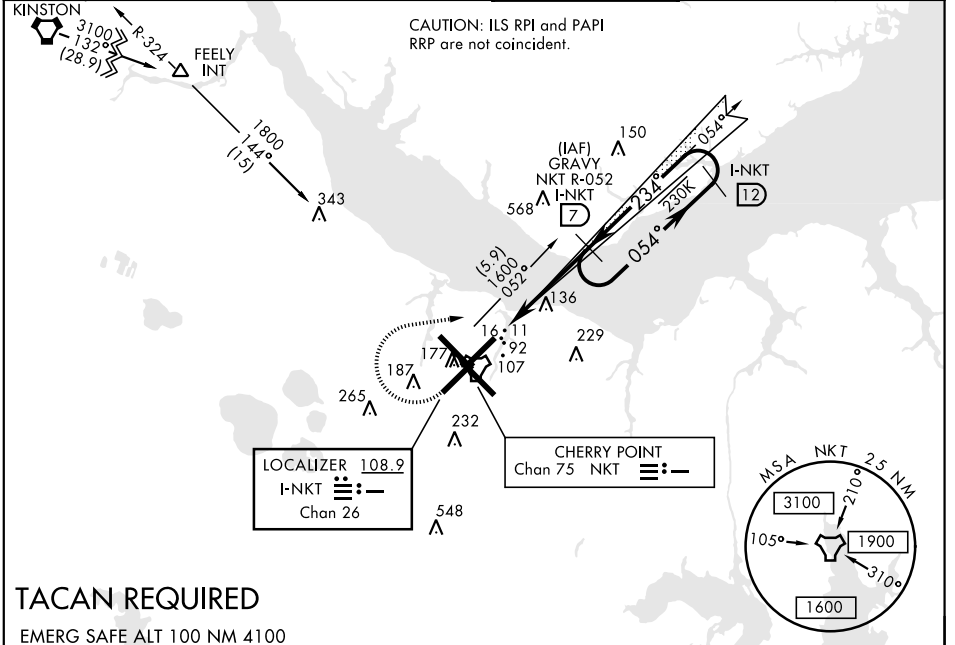 KINSTON
3100
132°
(28.9)
R-324
FEELY
INT
CAUTION: ILS RPI and PAPI
RRP are not coincident.
1800
144°
(15)
343
150
(IAF)
GRAVY
NKT R-052
I-NKT
7
568
054°
234°
230K
054°
I-NKT
12
(5.9)
1600
052°
136
16
11
92
107
177
187
229
265
232
548
LOCALIZER 108.9
I-NKT
Chan 26
CHERRY POINT
Chan 75 NKT
MSA NKT 25 NM
3100
210°
105°
1900
310°
1600
TACAN REQUIRED
EMERG SAFE ALT 100 NM 4100